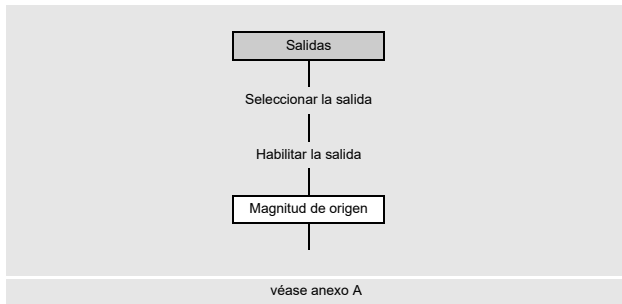 Salidas
Seleccionar la salida
Habilitar la salida
Magnitud de origen
véase anexo A